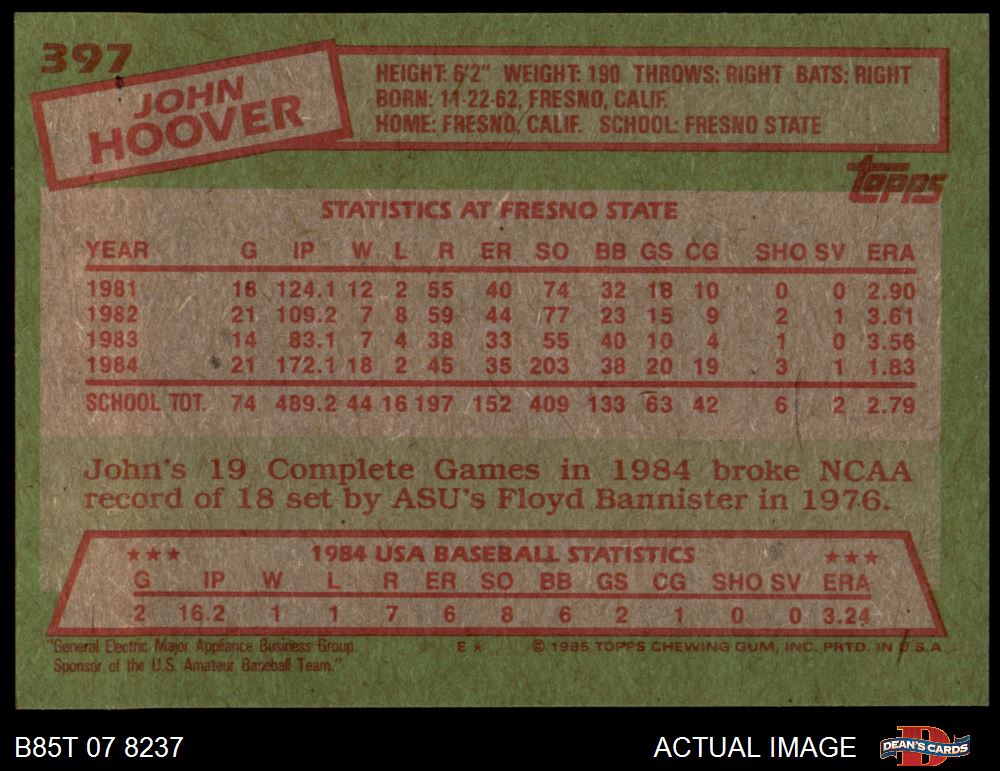 397
JOHN
HOOVER
HEIGHT: 6'2" WEIGHT: 190 THROWS: RIGHT BATS: RIGHT
BORN: 11-22-62, FRESNO, CALIF.
HOME: FRESNO, CALIF. SCHOOL: FRESNO STATE
topps
STATISTICS AT FRESNO STATE
YEAR G IP W L R ER SO BB GS CG SHO SV ERA
1981 18 124.1 12 2 55 40 74 32 18 10 0 0 2.90
1982 21 109.2 7 8 59 44 77 23 15 9 2 1 3.61
1983 14 83.1 7 4 38 33 55 40 10 4 1 0 3.56
1984 21 172.1 18 2 45 35 203 38 20 19 3 1 1.83
SCHOOL TOT. 74 489.2 44 16 197 152 409 133 63 42 6 2 2.79
John's 19 Complete Games in 1984 broke NCAA
record of 18 set by ASU's Floyd Bannister in 1976.
★★★ 1984 USA BASEBALL STATISTICS ★★★
G IP W L R ER SO BB GS CG SHO SV ERA
2 16.2 1 1 7 6 8 6 2 1 0 0 3.24
"General Electric Major Appliance Business Group.
Sponsor of the U.S. Amateur Baseball Team."
E ★ © 1985 TOPPS CHEWING GUM, INC. PRTD. IN U.S.A.
B85T 07 8237
ACTUAL IMAGE
DEAN'S CARDS